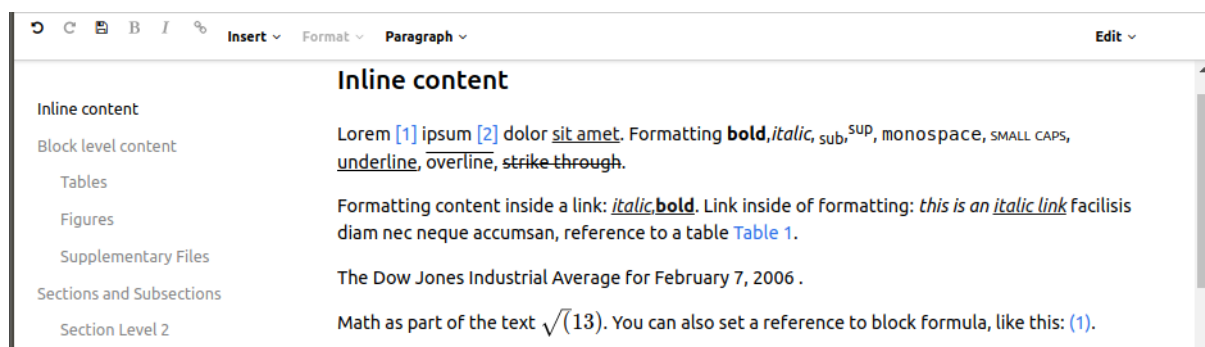 B I Insert Format Paragraph Edit
Inline content
Block level content
Tables
Figures
Supplementary Files
Sections and Subsections
Section Level 2
Inline content
Lorem [1] ipsum [2] dolor sit amet. Formatting bold,italic, sub,sup, monospace, SMALL CAPS,
underline, overline, strike through.
Formatting content inside a link: italic,bold. Link inside of formatting: this is an italic link facilisis
diam nec neque accumsan, reference to a table Table 1.
The Dow Jones Industrial Average for February 7, 2006 .
Math as part of the text √(13). You can also set a reference to block formula, like this: (1).